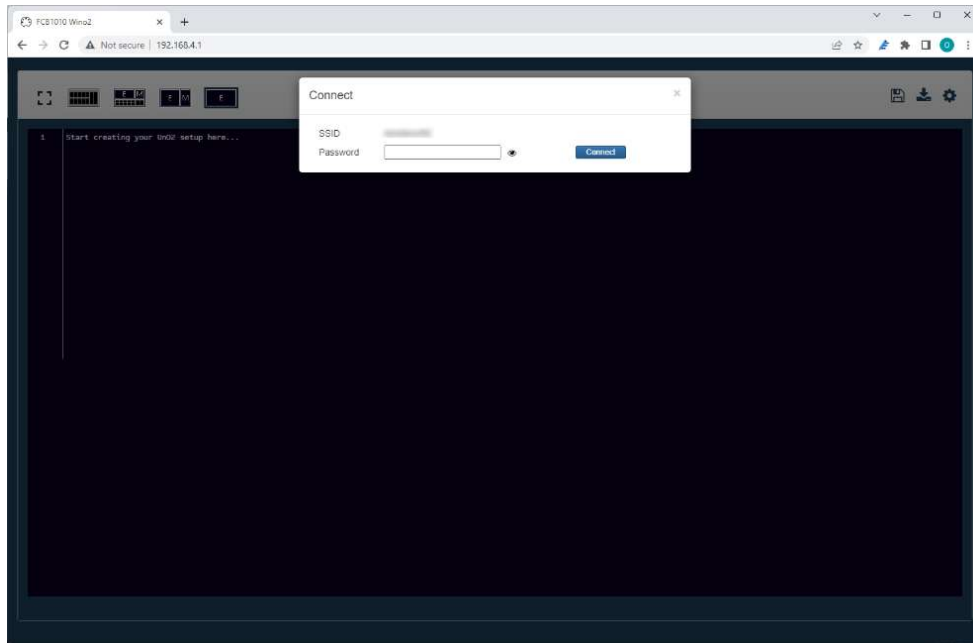 FCB1010 Wino2
Not secure | 192.168.4.1
O
E M
E M
E
Connect
1 Start creating your UnO2 setup here...
SSID
Password Connect